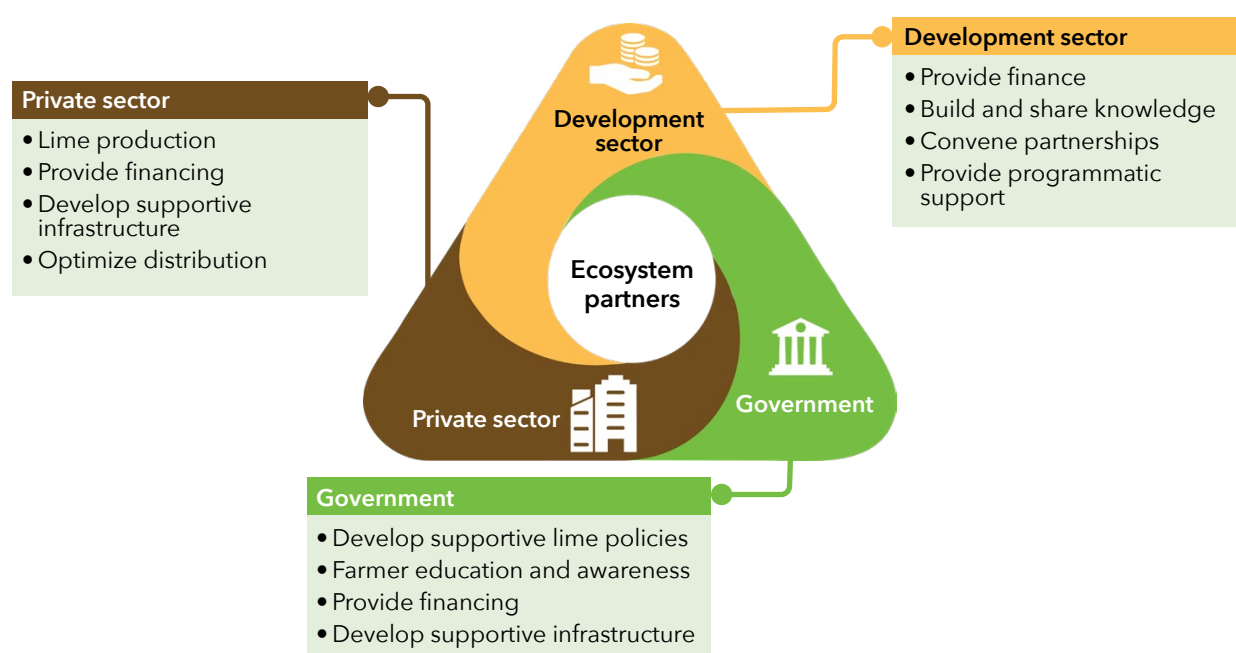 Private sector
• Lime production
• Provide financing
• Develop supportive
infrastructure
• Optimize distribution
Development
sector
Ecosystem
partners
Private sector
Government
Development sector
• Provide finance
• Build and share knowledge
• Convene partnerships
• Provide programmatic
support
Government
• Develop supportive lime policies
• Farmer education and awareness
• Provide financing
• Develop supportive infrastructure